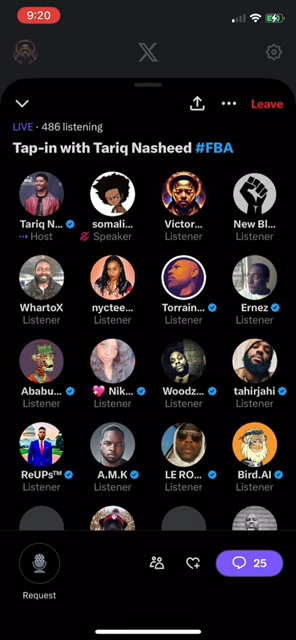 9:20
LIVE · 486 listening
Leave
Tap-in with Tariq Nasheed #FBA
Tariq N... somali... Victor... New Bl...
Host Speaker Listener Listener
WhartoX nyctee... Torrain... Ernez
Listener Listener Listener Listener
Ababu... 💖 Nik... Woodz... tahirjahi
Listener Listener Listener Listener
ReUPs™ A.M.K LE RO... Bird.AI
Listener Listener Listener Listener
25
Request